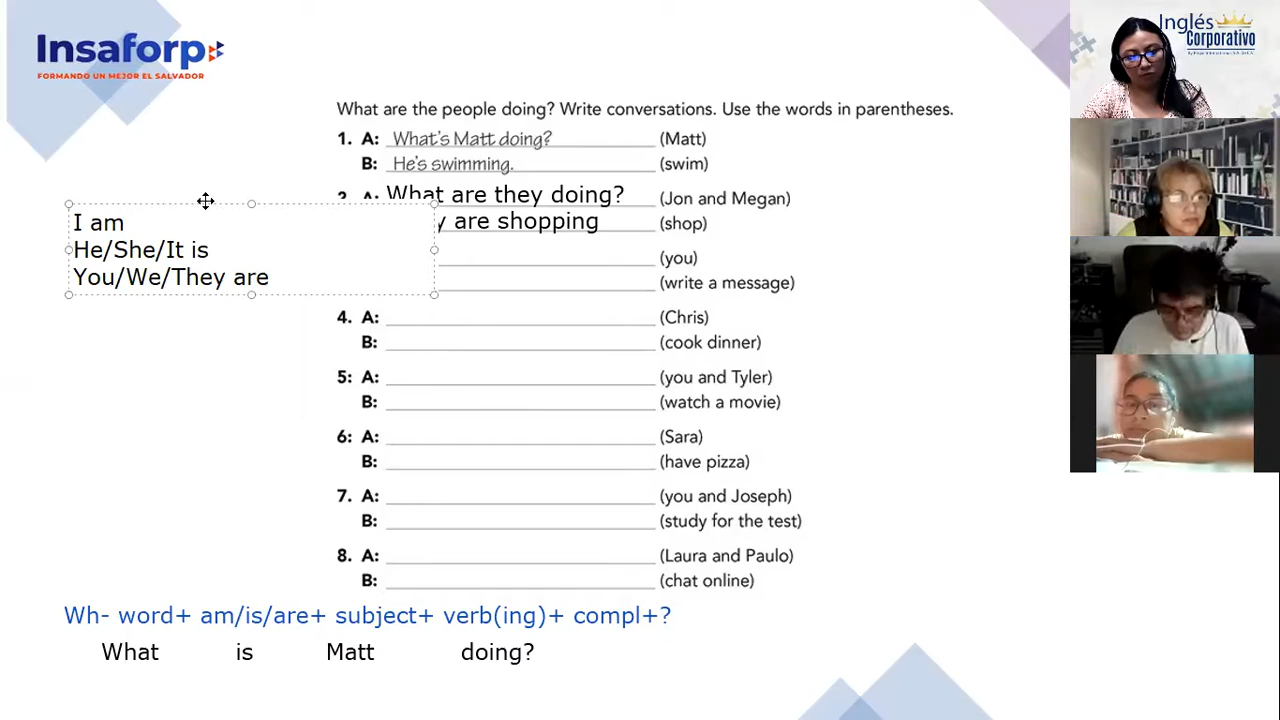 Insaforp
FORMANDO UN MEJOR EL SALVADOR
Inglés
Corporativo
What are the people doing? Write conversations. Use the words in parentheses.
1. A: What's Matt doing? (Matt)
B: He's swimming. (swim)
2. A: What are they doing? (Jon and Megan)
y are shopping (shop)
I am
He/She/It is
You/We/They are
(you)
(write a message)
4. A: (Chris)
B: (cook dinner)
5: A: (you and Tyler)
B: (watch a movie)
6: A: (Sara)
B: (have pizza)
7. A: (you and Joseph)
B: (study for the test)
8. A: (Laura and Paulo)
B: (chat online)
Wh- word+ am/is/are+ subject+ verb(ing)+ compl+?
What is Matt doing?